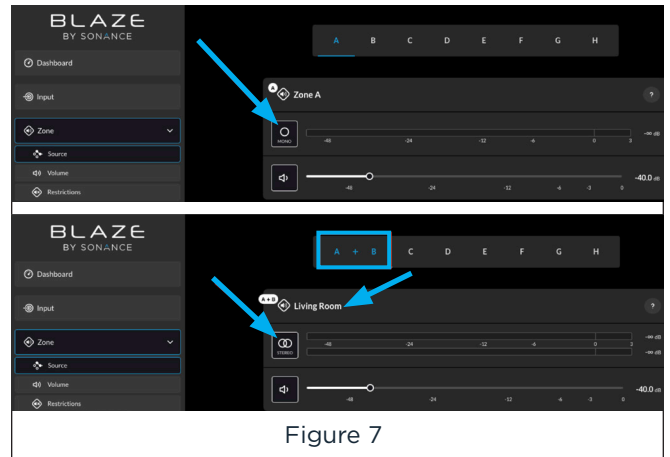 BLAZE
BY SONANCE
A B C D E F G H
Dashboard
Input
A Zone A ?
Zone
MONO -48 -24 -12 -6 0 3 -∞ dB
Source
Volume
Restrictions
-40.0 dB
-48 -24 -12 -6 -3 0
BLAZE
BY SONANCE
A + B C D E F G H
Dashboard
Input
A + B Living Room ?
Zone
STEREO -48 -24 -12 -6 0 3 -∞ dB
-∞ dB
Source
Volume
Restrictions
-40.0 dB
-48 -24 -12 -6 -3 0
Figure 7